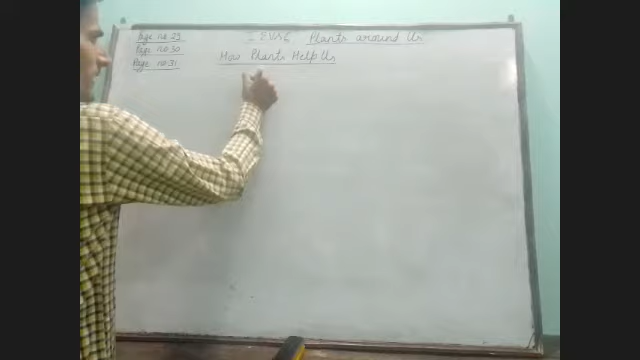 Page no 29
Page no.30
Page no.31
I EVS-L Plants around Us
How Plants Help Us